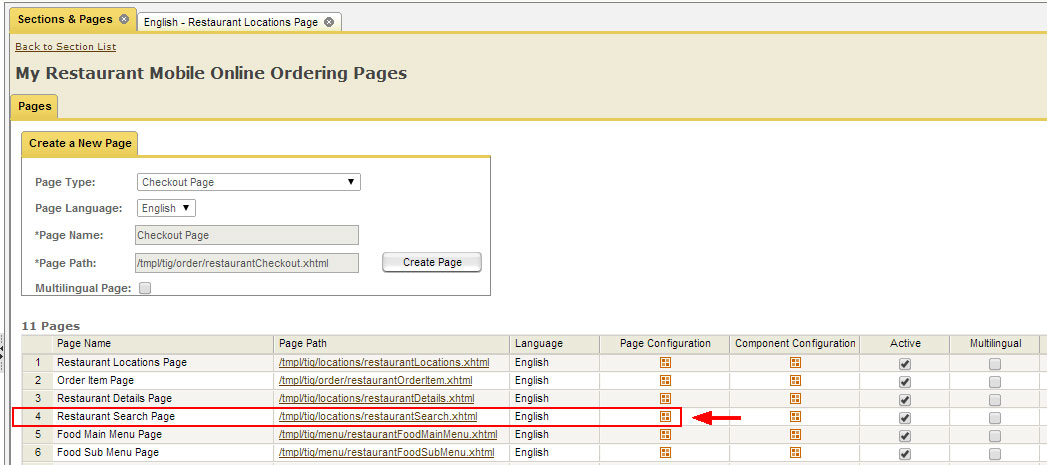 Sections & Pages English - Restaurant Locations Page
Back to Section List
My Restaurant Mobile Online Ordering Pages
Pages
Create a New Page
Page Type: Checkout Page
Page Language: English
*Page Name: Checkout Page
*Page Path: /tmpl/tig/order/restaurantCheckout.xhtml Create Page
Multilingual Page:
11 Pages
Page Name Page Path Language Page Configuration Component Configuration Active Multilingual
1 Restaurant Locations Page /tmpl/tig/locations/restaurantLocations.xhtml English
2 Order Item Page /tmpl/tig/order/restaurantOrderItem.xhtml English
3 Restaurant Details Page /tmpl/tig/locations/restaurantDetails.xhtml English
4 Restaurant Search Page /tmpl/tig/locations/restaurantSearch.xhtml English
5 Food Main Menu Page /tmpl/tig/menu/restaurantFoodMainMenu.xhtml English
6 Food Sub Menu Page /tmpl/tig/menu/restaurantFoodSubMenu.xhtml English